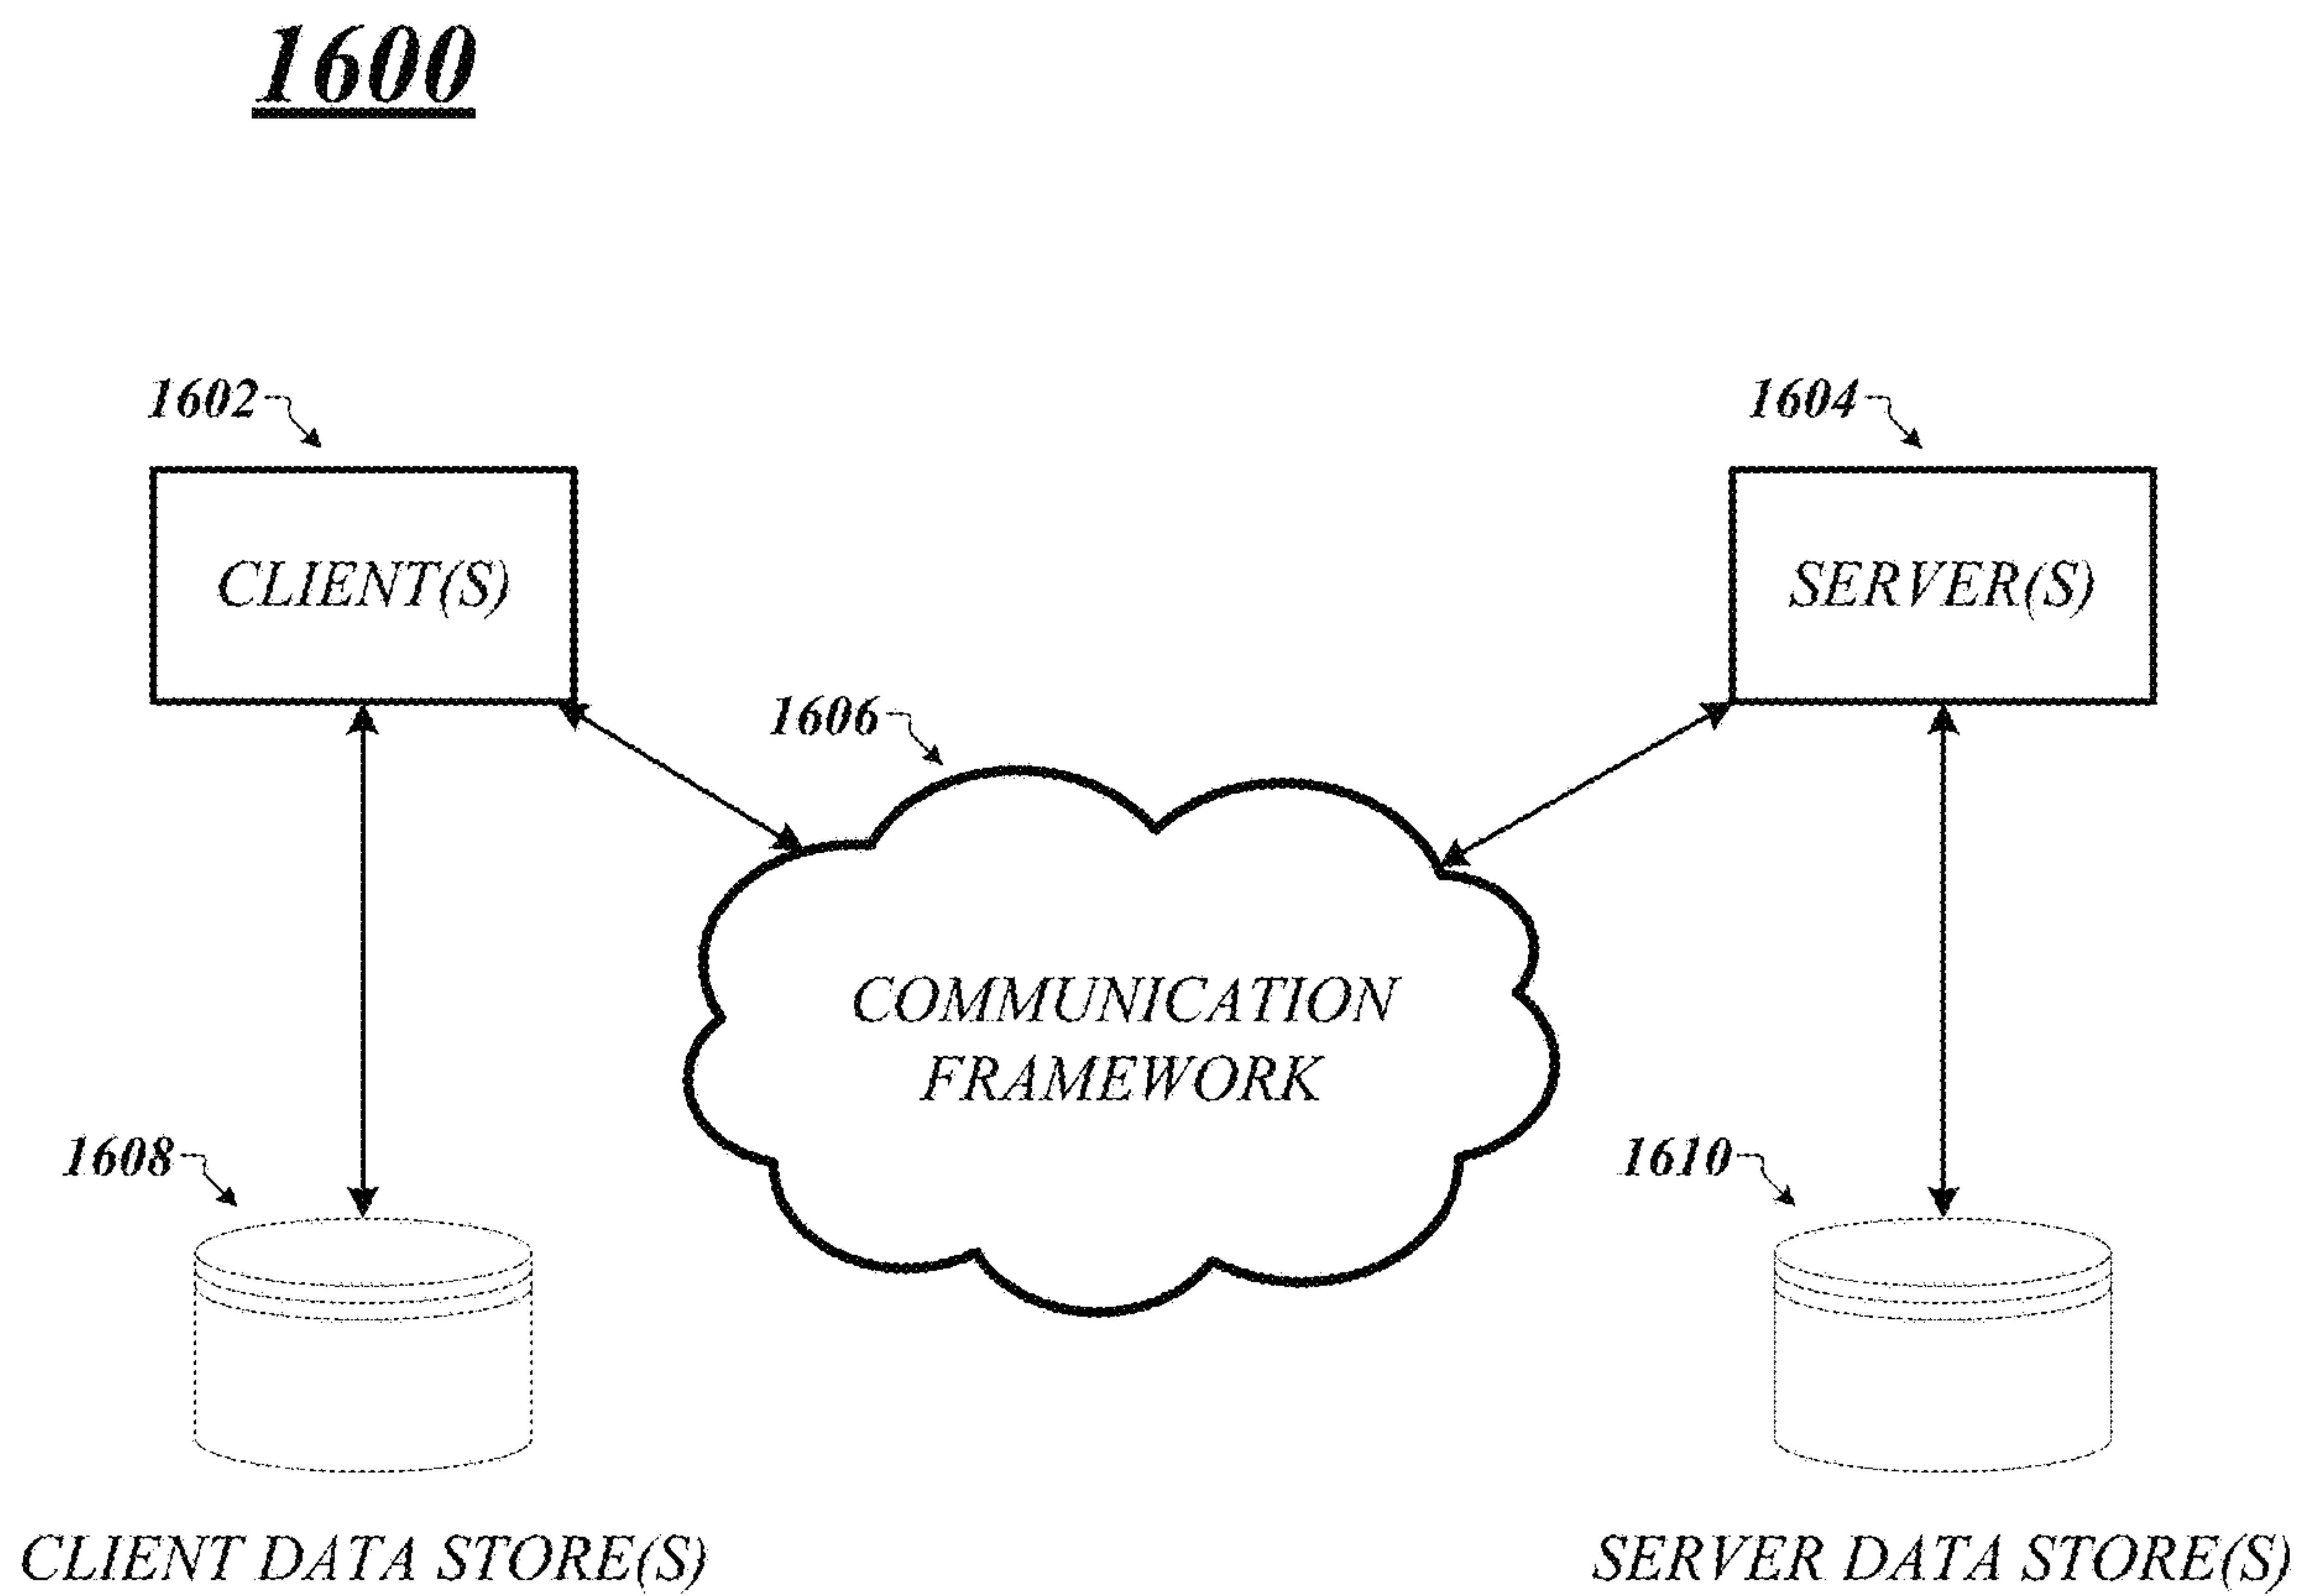 1600
1602
1604
CLIENT(S)
SERVER(S)
1606
COMMUNICATION
FRAMEWORK
1608
1610
CLIENT DATA STORE(S)
SERVER DATA STORE(S)